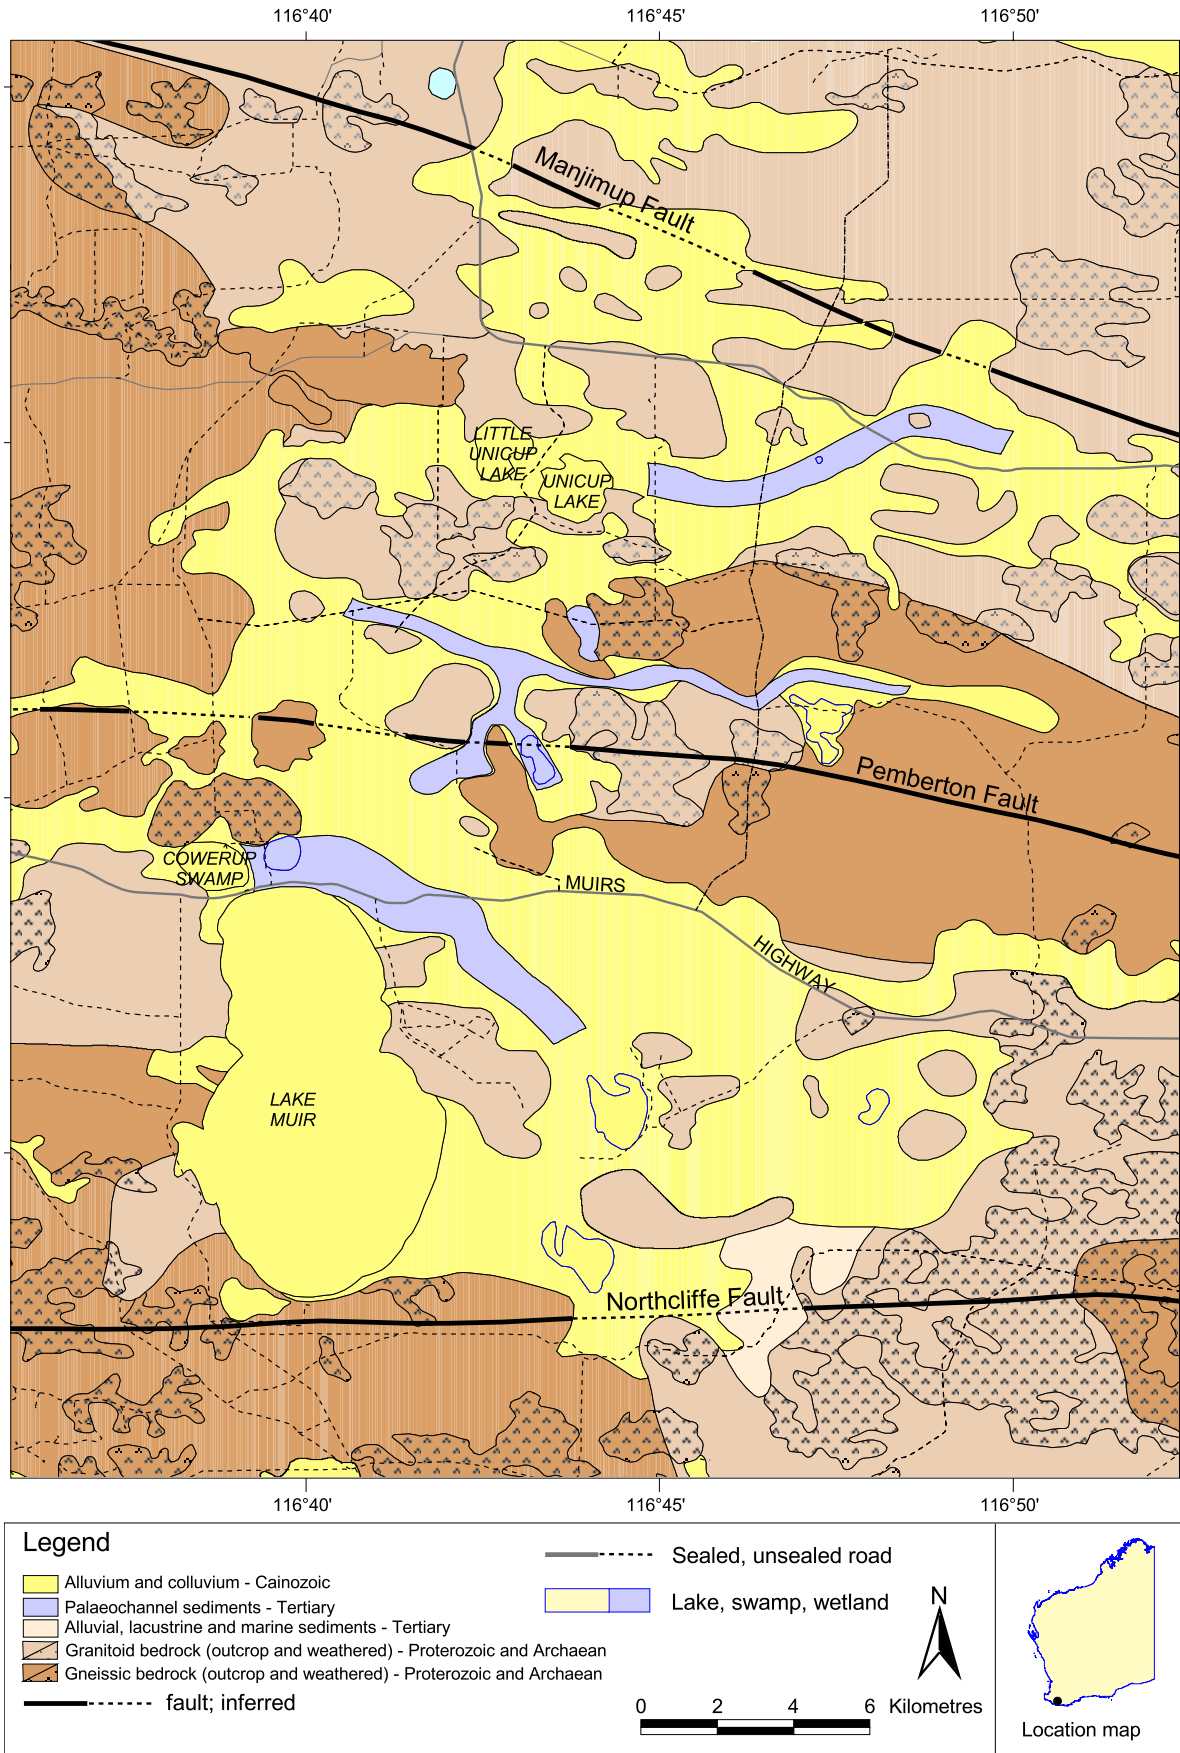 116°40'
116°45'
116°50'
Manjimup Fault
LITTLE
UNICUP
LAKE
UNICUP
LAKE
Pemberton Fault
COWERUP
SWAMP
MUIRS
HIGHWAY
LAKE
MUIR
Northcliffe Fault
116°40'
116°45'
116°50'
Legend
Alluvium and colluvium - Cainozoic
Palaeochannel sediments - Tertiary
Alluvial, lacustrine and marine sediments - Tertiary
Granitoid bedrock (outcrop and weathered) - Proterozoic and Archaean
Gneissic bedrock (outcrop and weathered) - Proterozoic and Archaean
fault; inferred
Sealed, unsealed road
Lake, swamp, wetland
N
0 2 4 6 Kilometres
Location map